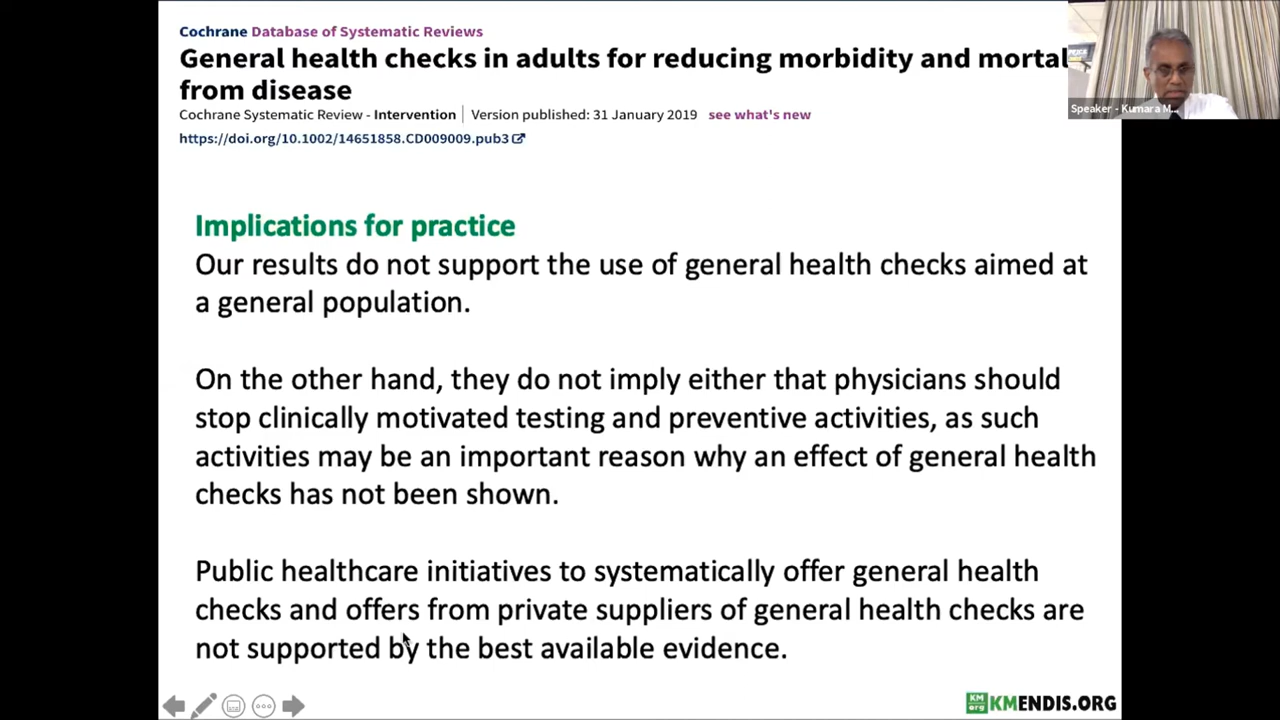 Cochrane Database of Systematic Reviews
General health checks in adults for reducing morbidity and mortal
from disease
Cochrane Systematic Review - Intervention | Version published: 31 January 2019 see what's new
https://doi.org/10.1002/14651858.CD009009.pub3
Speaker - Kumara M...
Implications for practice
Our results do not support the use of general health checks aimed at
a general population.
On the other hand, they do not imply either that physicians should
stop clinically motivated testing and preventive activities, as such
activities may be an important reason why an effect of general health
checks has not been shown.
Public healthcare initiatives to systematically offer general health
checks and offers from private suppliers of general health checks are
not supported by the best available evidence.
KM
org
KMENDIS.ORG